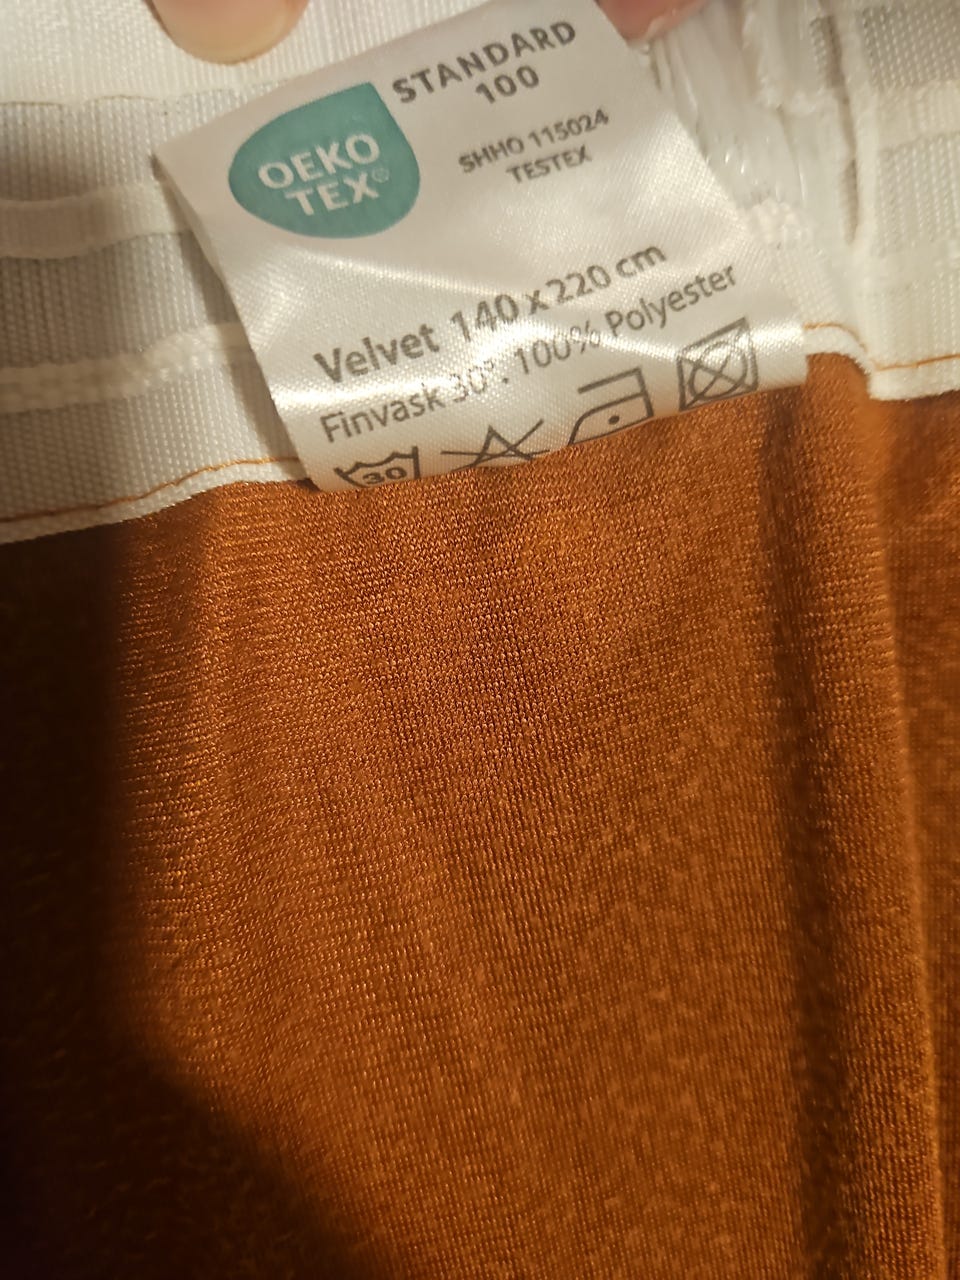 OEKO
TEX®
STANDARD
100
SHHO 115024
TESTEX
Velvet 140 x 220 cm
Finvask 30°. 100% Polyester
30